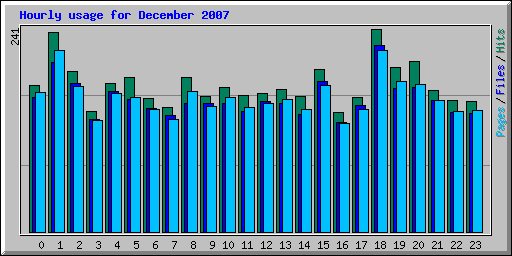 Hourly usage for December 2007
241
Pages / Files / Hits
0 1 2 3 4 5 6 7 8 9 10 11 12 13 14 15 16 17 18 19 20 21 22 23